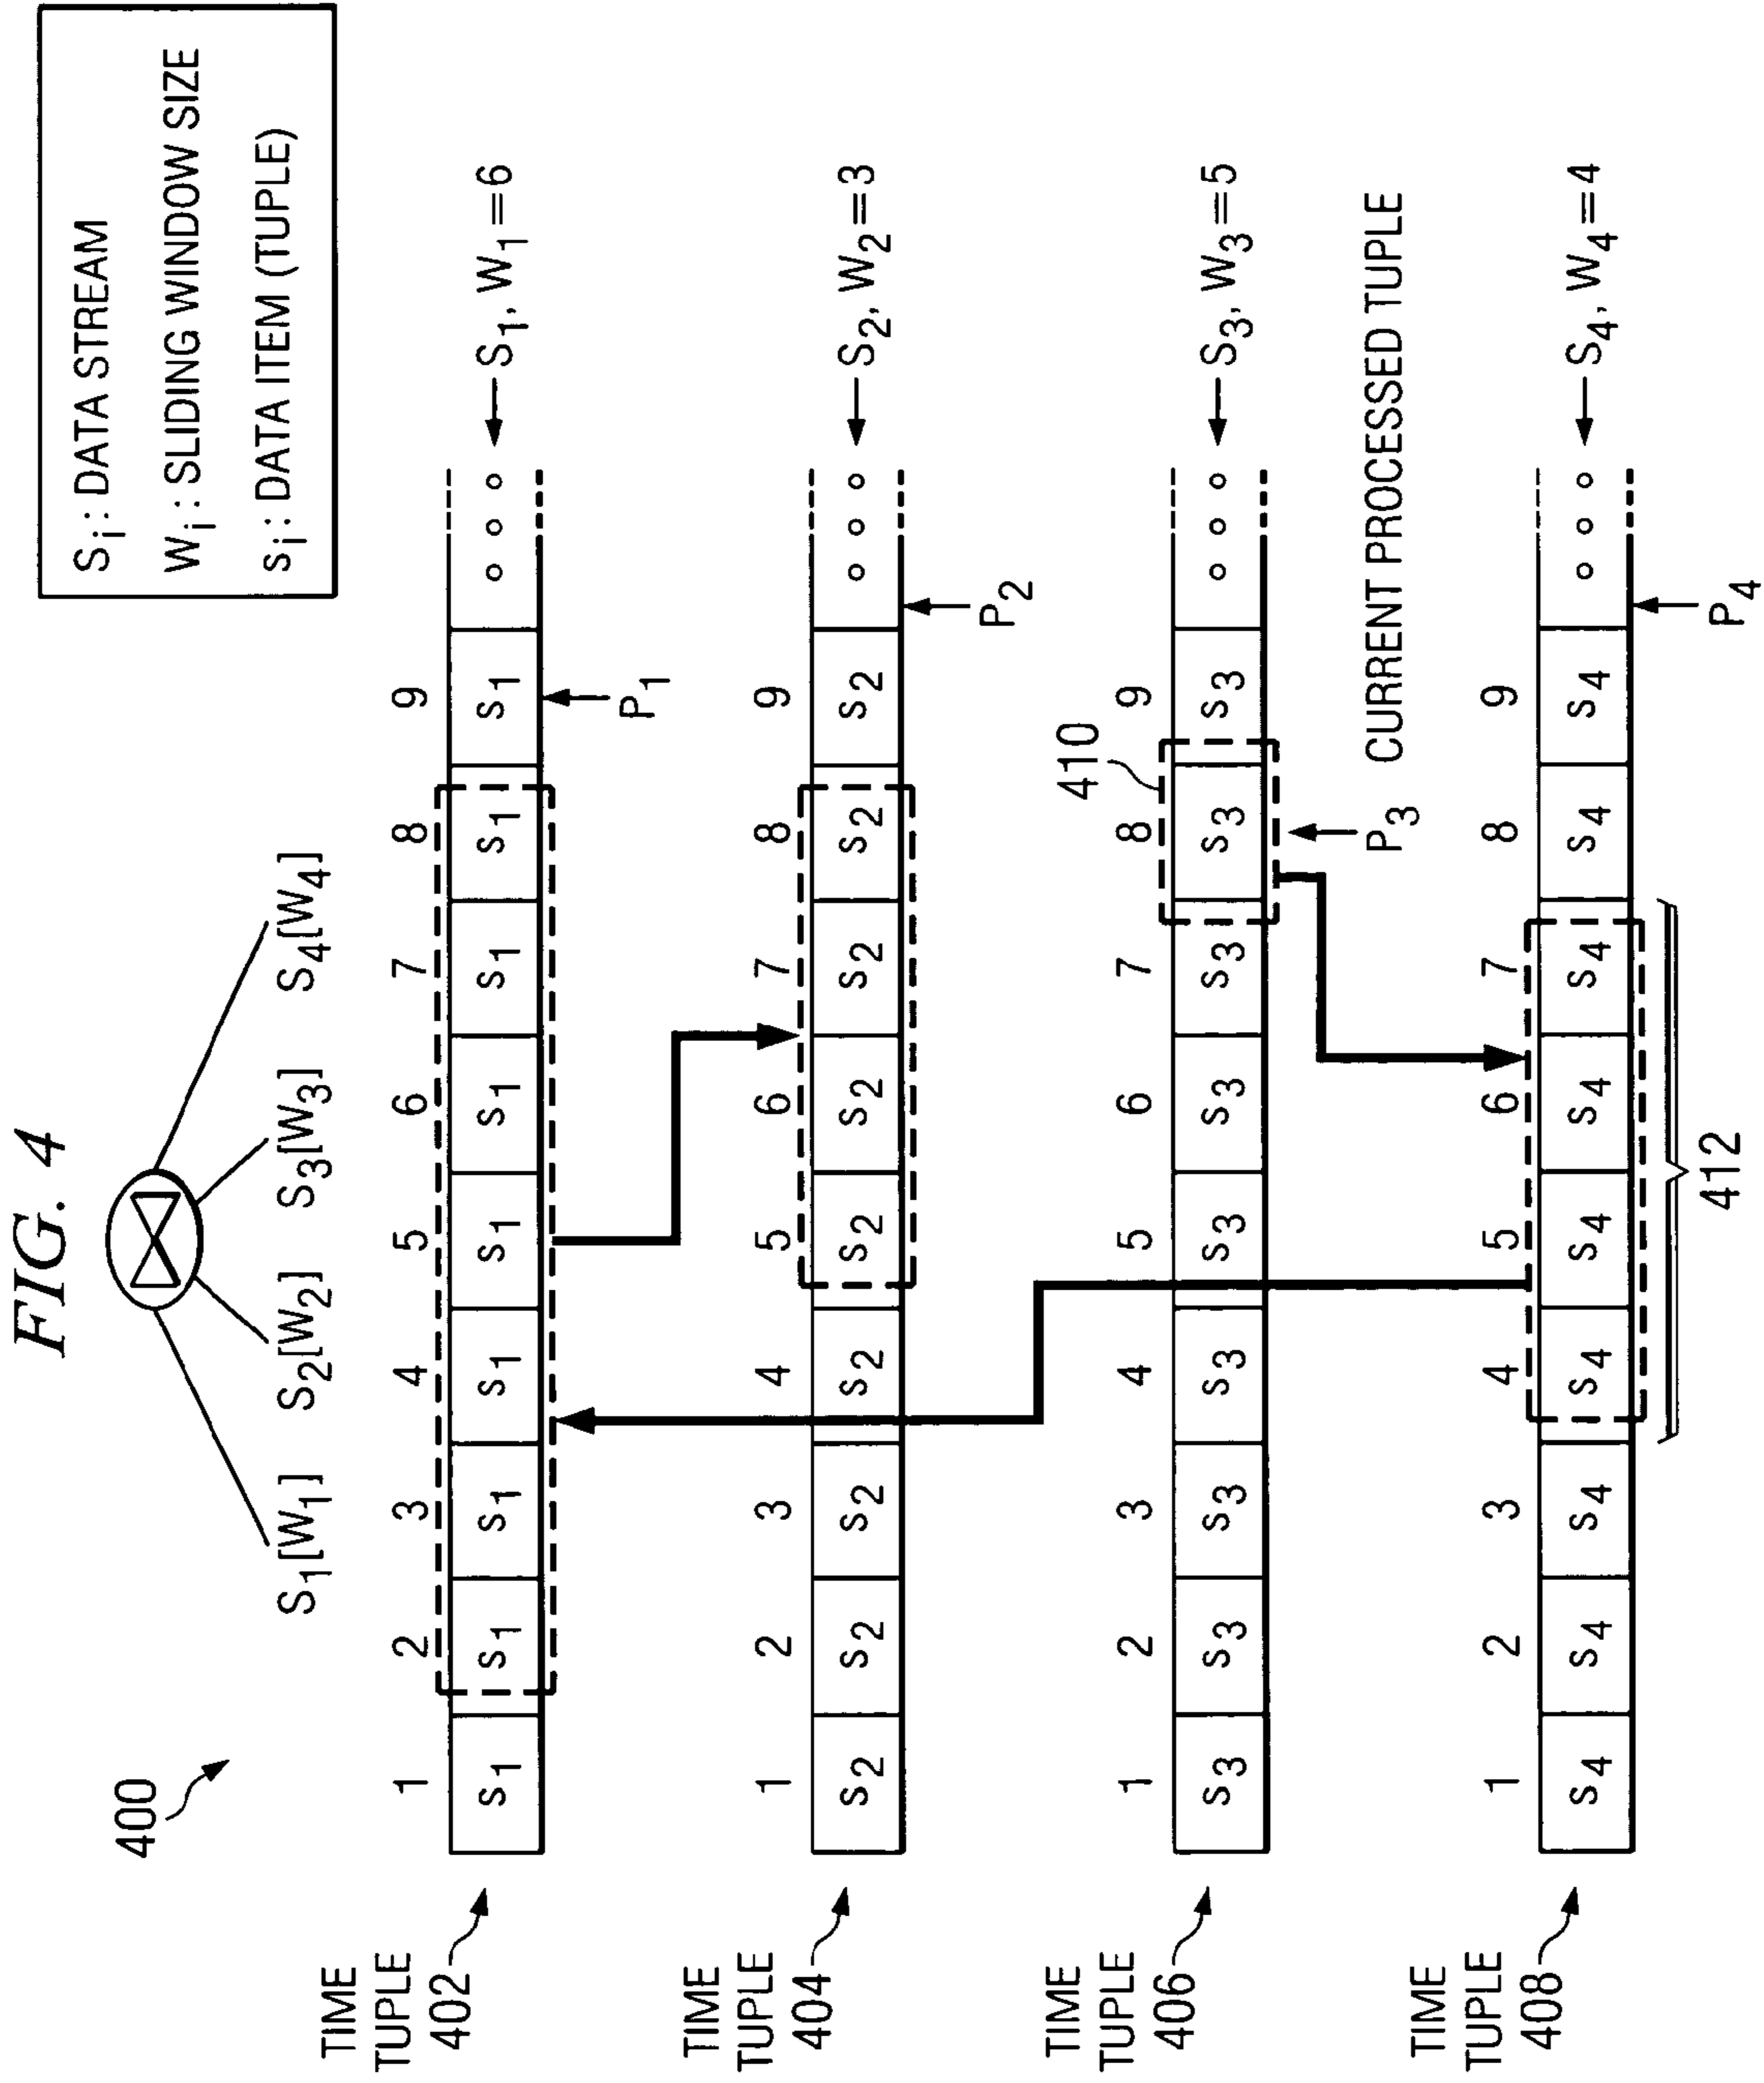 FIG. 4
400
S1[W1] S2[W2] S3[W3] S4[W4]
Si: DATA STREAM
Wi: SLIDING WINDOW SIZE
si: DATA ITEM (TUPLE)
TIME 1 2 3 4 5 6 7 8 9
TUPLE s1 s1 s1 s1 s1 s1 s1 s1 s1 S1, W1=6
402
P1
TIME 1 2 3 4 5 6 7 8 9
TUPLE s2 s2 s2 s2 s2 s2 s2 s2 s2 S2, W2=3
404
P2
410
TIME 1 2 3 4 5 6 7 8 9
TUPLE s3 s3 s3 s3 s3 s3 s3 s3 s3 S3, W3=5
406
P3 CURRENT PROCESSED TUPLE
TIME 1 2 3 4 5 6 7 8 9
TUPLE s4 s4 s4 s4 s4 s4 s4 s4 s4 S4, W4=4
408
412
P4